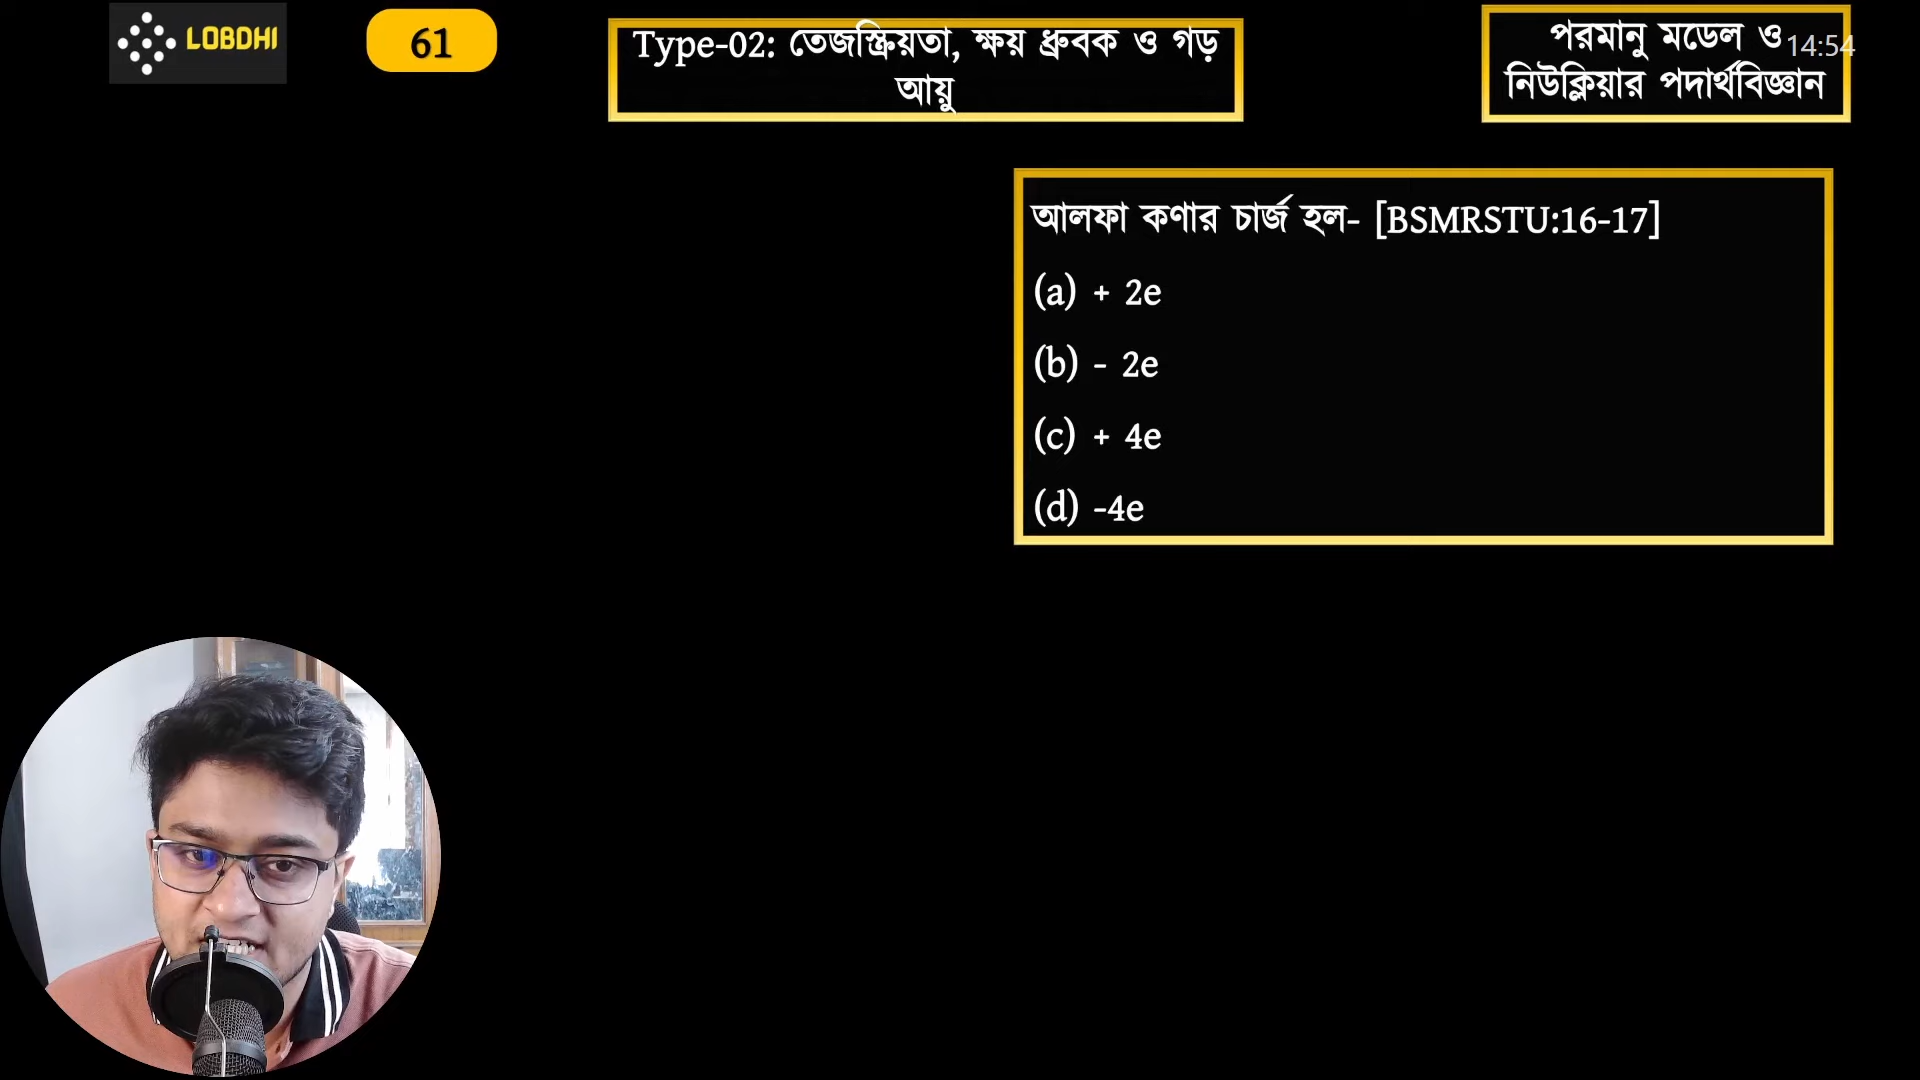 LOBDHI
61
Type-02: তেজস্ক্রিয়তা, ক্ষয় ধ্রুবক ও গড়
আয়ু
পরমানু মডেল ও
নিউক্লিয়ার পদার্থবিজ্ঞান
14:54
আলফা কণার চার্জ হল- [BSMRSTU:16-17]
(a) + 2e
(b) - 2e
(c) + 4e
(d) -4e